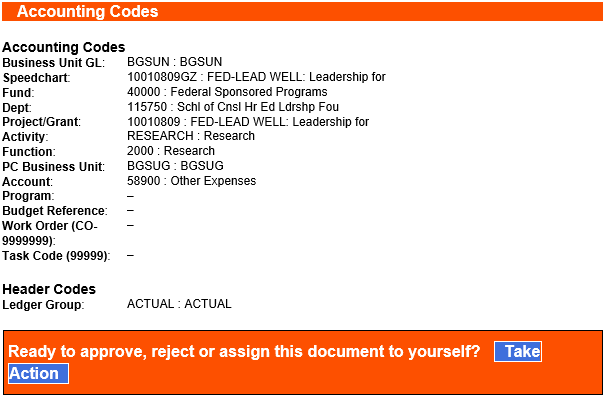 Accounting Codes
Accounting Codes
Business Unit GL: BGSUN : BGSUN
Speedchart: 10010809GZ : FED-LEAD WELL: Leadership for
Fund: 40000 : Federal Sponsored Programs
Dept: 115750 : Schl of Cnsl Hr Ed Ldrshp Fou
Project/Grant: 10010809 : FED-LEAD WELL: Leadership for
Activity: RESEARCH : Research
Function: 2000 : Research
PC Business Unit: BGSUG : BGSUG
Account: 58900 : Other Expenses
Program: –
Budget Reference: –
Work Order (CO- –
9999999):
Task Code (99999): –
Header Codes
Ledger Group: ACTUAL : ACTUAL
Ready to approve, reject or assign this document to yourself? Take
Action